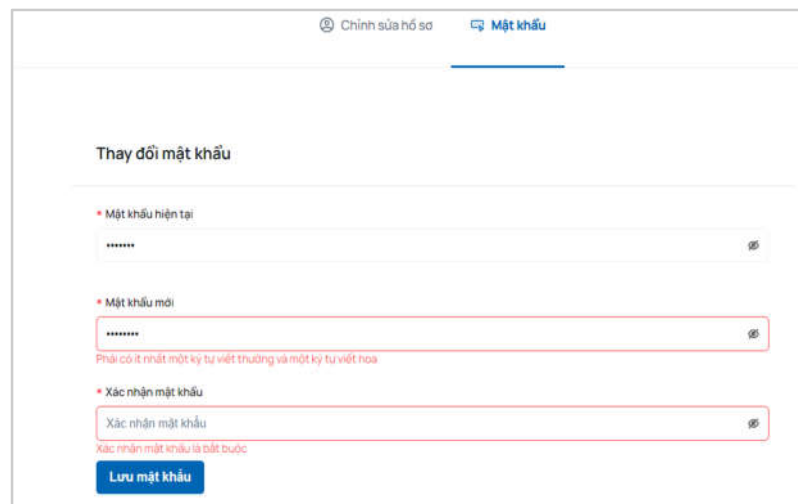 Chỉnh sửa hồ sơ Mật khẩu
Thay đổi mật khẩu
* Mật khẩu hiện tại
•••••••
* Mật khẩu mới
••••••••
Phải có ít nhất một ký tự viết thường và một ký tự viết hoa
* Xác nhận mật khẩu
Xác nhận mật khẩu
Xác nhận mật khẩu là bắt buộc
Lưu mật khẩu